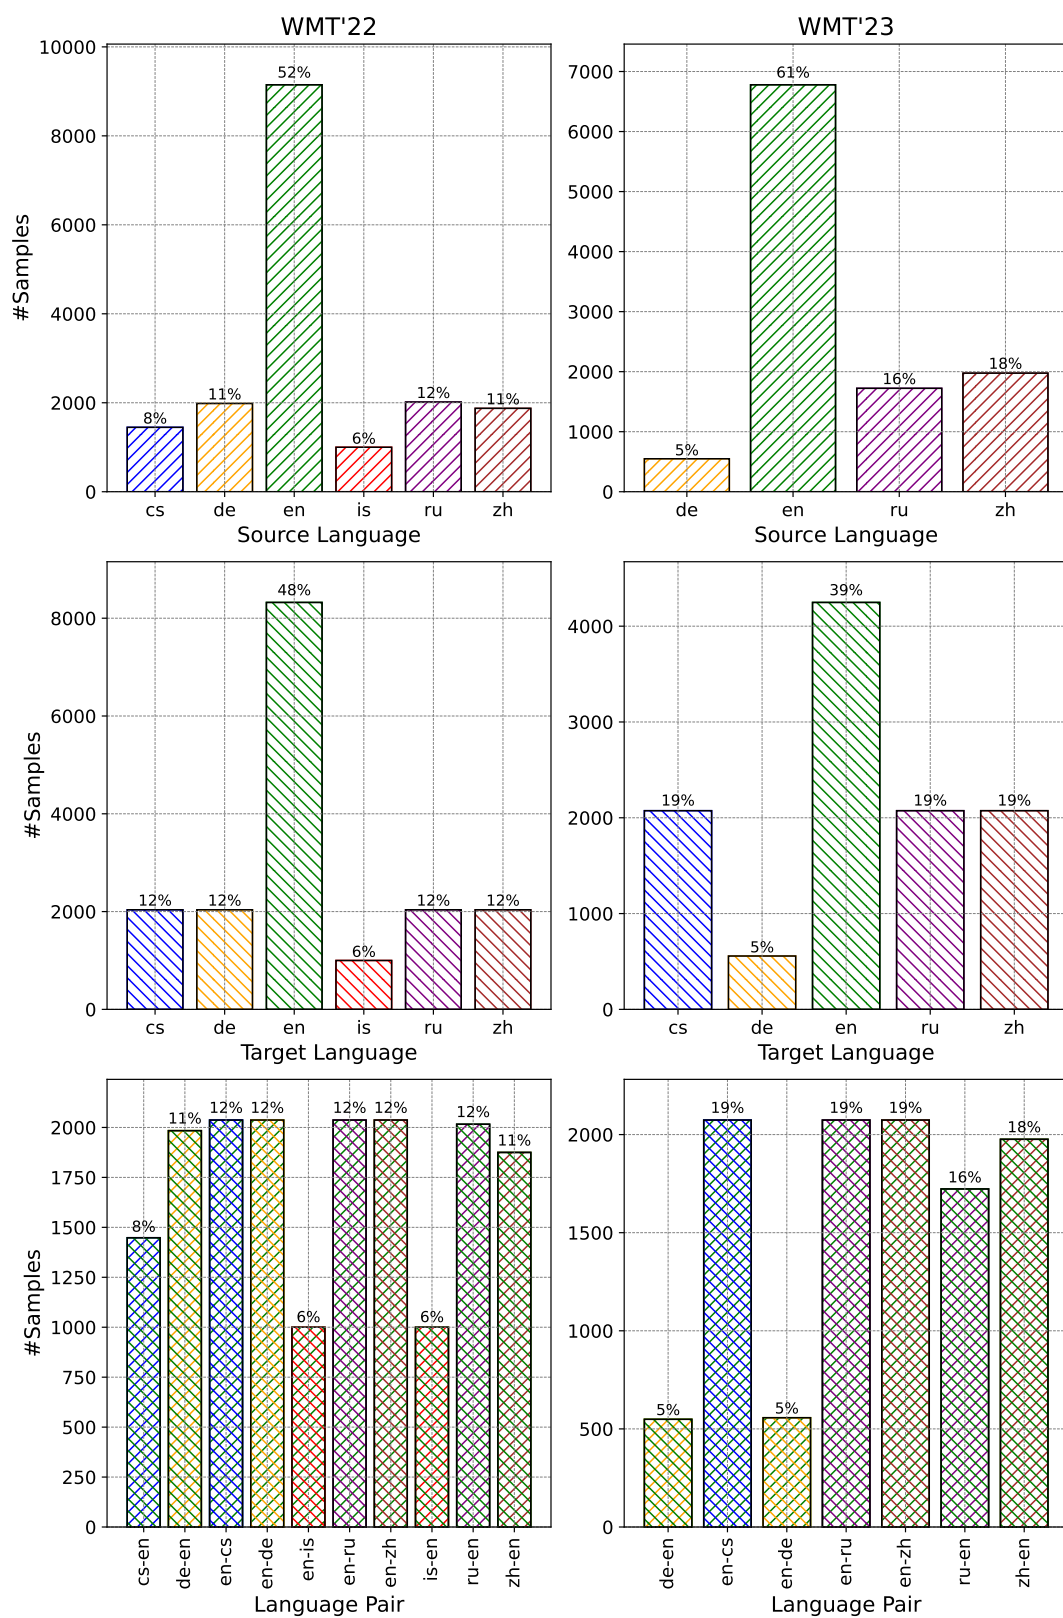 WMT'22
WMT'23
10000
8000
6000
4000
2000
0
#Samples
52%
8%
11%
6%
12%
11%
cs de en is ru zh
Source Language
7000
6000
5000
4000
3000
2000
1000
0
61%
5%
16%
18%
de en ru zh
Source Language
8000
6000
4000
2000
0
#Samples
48%
12% 12% 6% 12% 12%
cs de en is ru zh
Target Language
4000
3000
2000
1000
0
39%
19% 5% 19% 19%
cs de en ru zh
Target Language
2000
1750
1500
1250
1000
750
500
250
0
#Samples
8% 11% 12% 12% 6% 12% 12% 6% 12% 11%
cs-en de-en en-cs en-de en-is en-ru en-zh is-en ru-en zh-en
Language Pair
2000
1500
1000
500
0
5% 19% 5% 19% 19% 16% 18%
de-en en-cs en-de en-ru en-zh ru-en zh-en
Language Pair